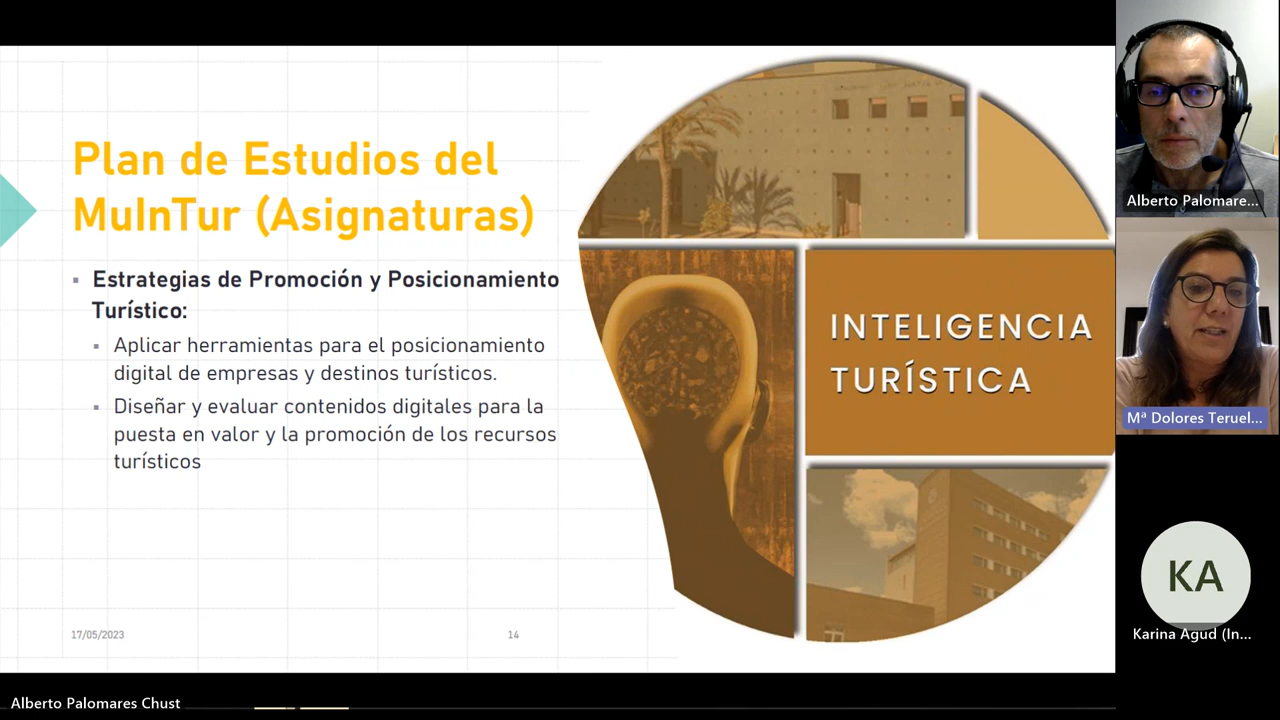 Plan de Estudios del
MuInTur (Asignaturas)
Estrategias de Promoción y Posicionamiento
Turístico:
Aplicar herramientas para el posicionamiento
digital de empresas y destinos turísticos.
Diseñar y evaluar contenidos digitales para la
puesta en valor y la promoción de los recursos
turísticos
17/05/2023
14
INTELIGENCIA
TURÍSTICA
Alberto Palomare...
Mª Dolores Teruel...
KA
Karina Agud (In...
Alberto Palomares Chust